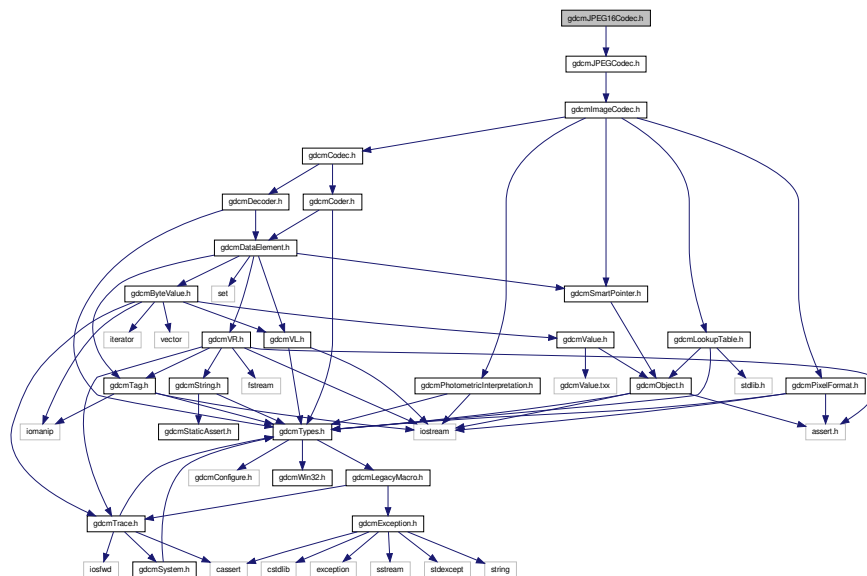 gdcmJPEG16Codec.h
gdcmJPEGCodec.h
gdcmImageCodec.h
gdcmCodec.h
gdcmDecoder.h
gdcmCoder.h
gdcmDataElement.h
gdcmByteValue.h
set
gdcmSmartPointer.h
iterator
vector
gdcmVR.h
gdcmVL.h
gdcmValue.h
gdcmLookupTable.h
gdcmTag.h
gdcmString.h
fstream
gdcmPhotometricInterpretation.h
gdcmValue.txx
gdcmObject.h
stdlib.h
gdcmPixelFormat.h
iomanip
gdcmStaticAssert.h
gdcmTypes.h
iostream
assert.h
gdcmConfigure.h
gdcmWin32.h
gdcmLegacyMacro.h
gdcmTrace.h
gdcmException.h
iosfwd
gdcmSystem.h
cassert
cstdlib
exception
sstream
stdexcept
string